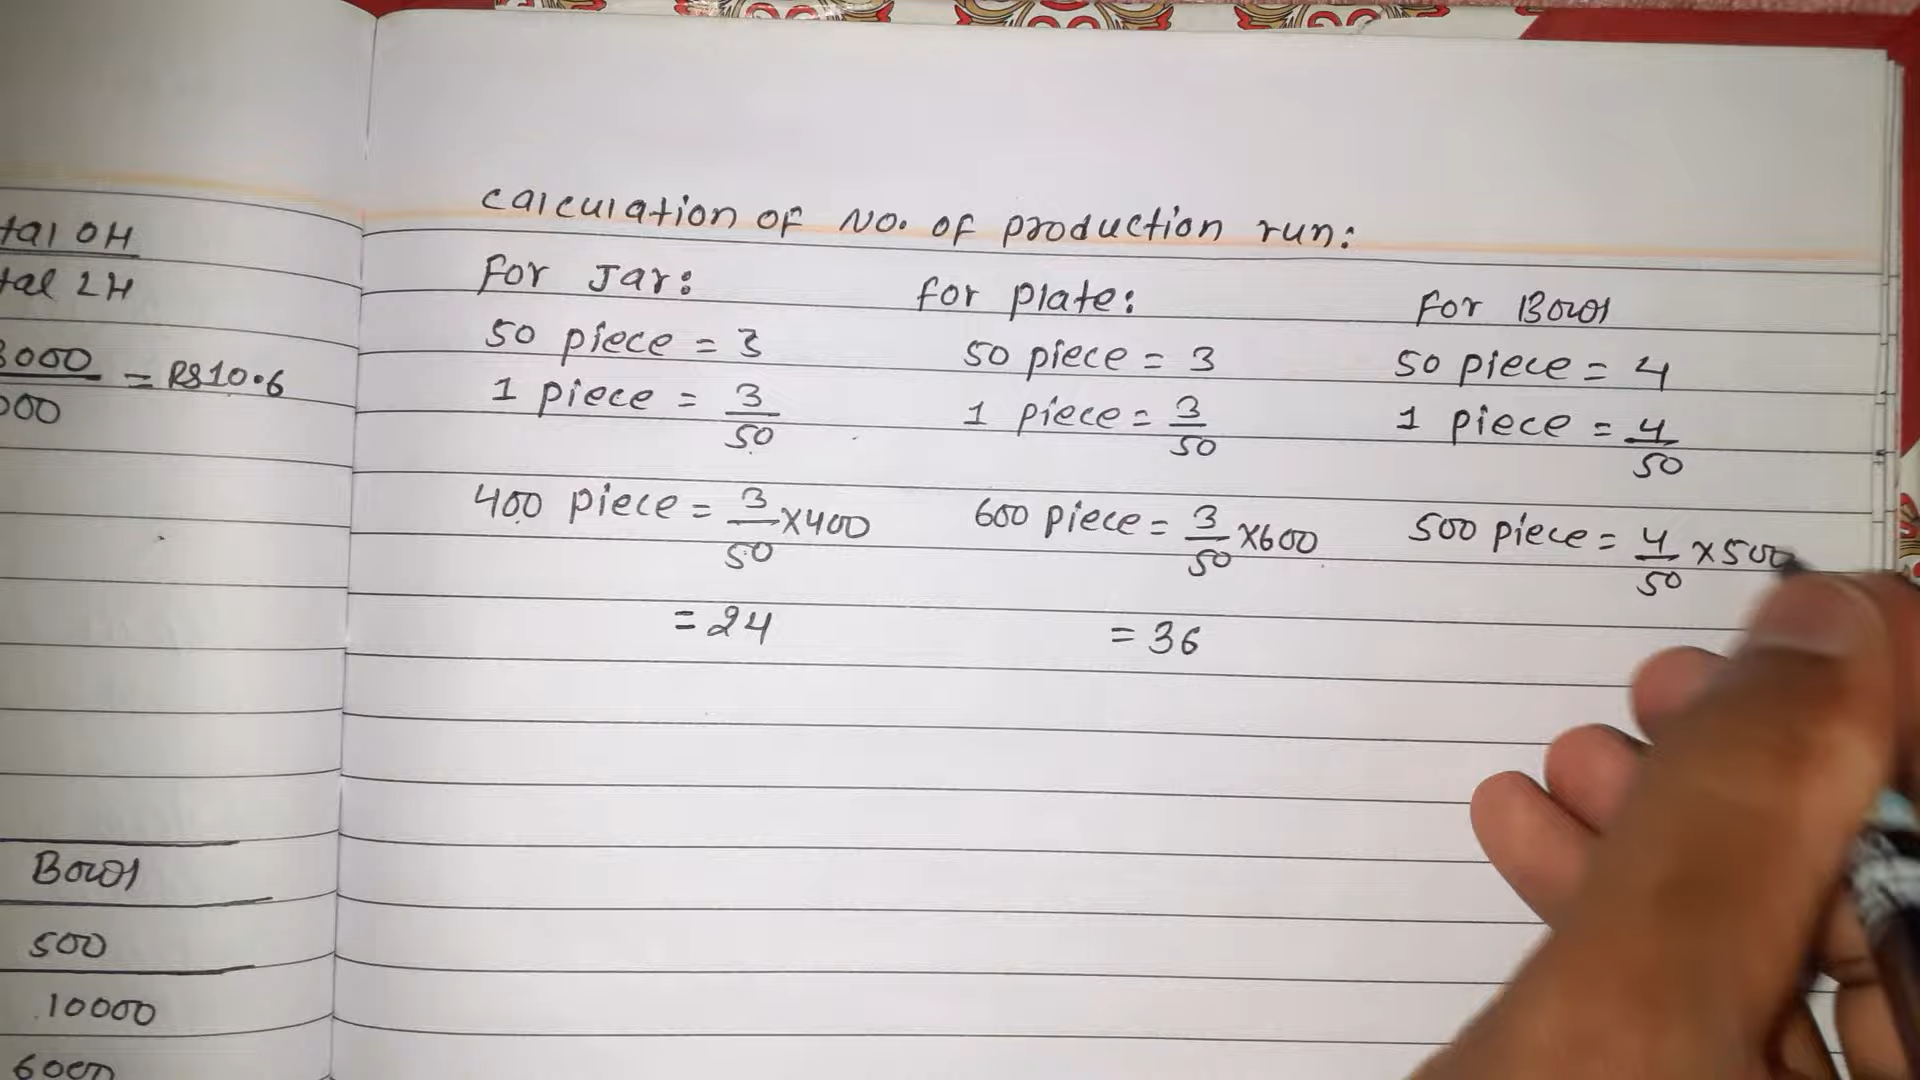 tal OH
tal LH
3000
000
= RS10.6
Bowl
500
10000
6000
calculation of No. of production run:
For Jar:
50 piece = 3
1 piece = 3/50
400 piece = 3/50 x400
= 24
for plate:
50 piece = 3
1 piece = 3/50
600 piece = 3/50 x600
= 36
For Bowl
50 piece = 4
1 piece = 4/50
500 piece = 4/50 x500